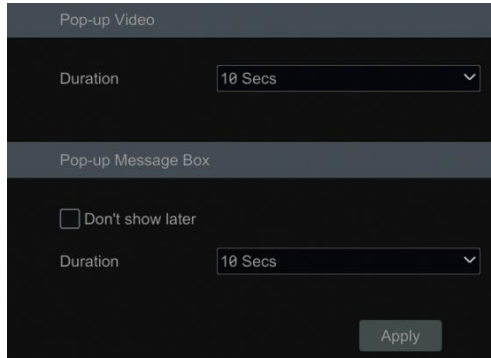 Pop-up Video
Duration 10 Secs
Pop-up Message Box
Don't show later
Duration 10 Secs
Apply